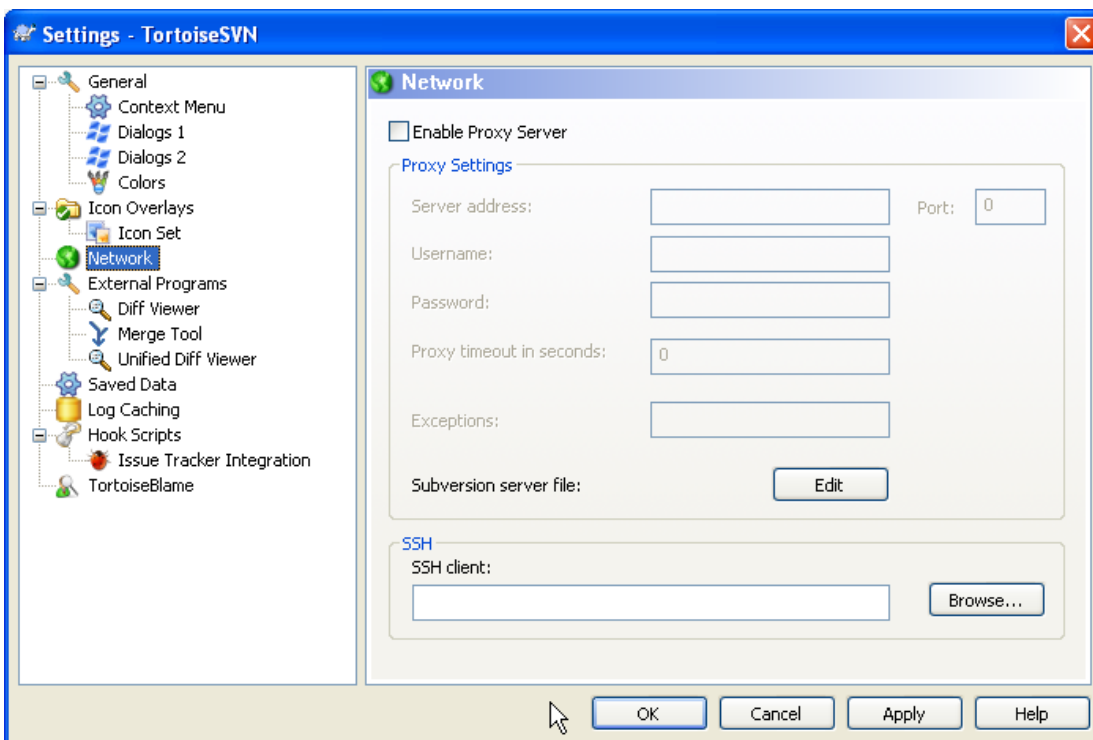 Settings - TortoiseSVN
General
Context Menu
Dialogs 1
Dialogs 2
Colors
Icon Overlays
Icon Set
Network
External Programs
Diff Viewer
Merge Tool
Unified Diff Viewer
Saved Data
Log Caching
Hook Scripts
Issue Tracker Integration
TortoiseBlame
Network
Enable Proxy Server
Proxy Settings
Server address: Port: 0
Username:
Password:
Proxy timeout in seconds: 0
Exceptions:
Subversion server file: Edit
SSH
SSH client:
Browse...
OK Cancel Apply Help